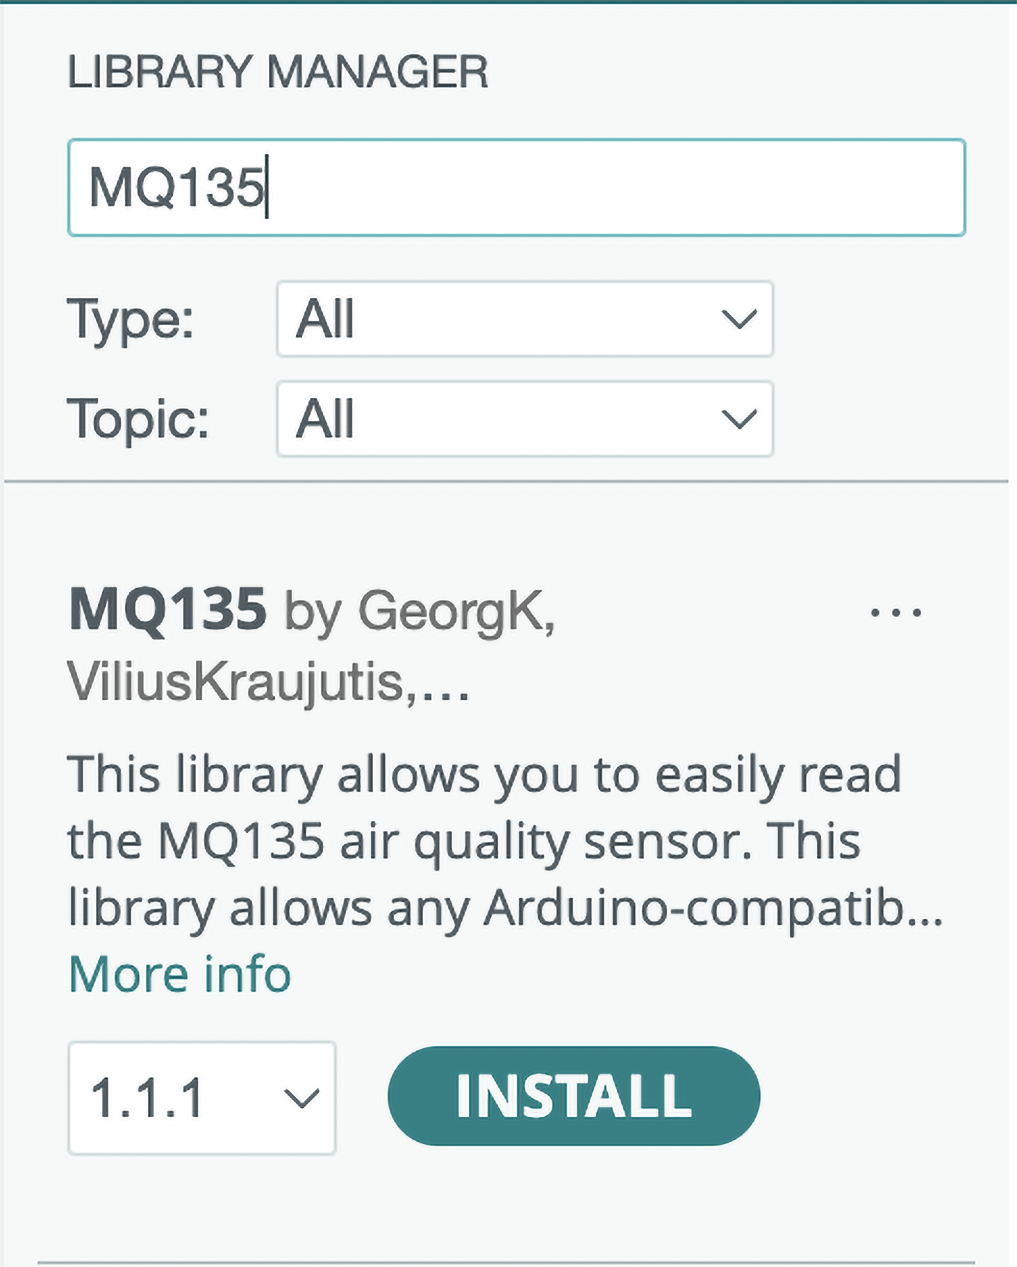 LIBRARY MANAGER
MQ135
Type: All
Topic: All
MQ135 by GeorgK,
ViliusKraujutis,...
...
This library allows you to easily read
the MQ135 air quality sensor. This
library allows any Arduino-compatib...
More info
1.1.1 INSTALL